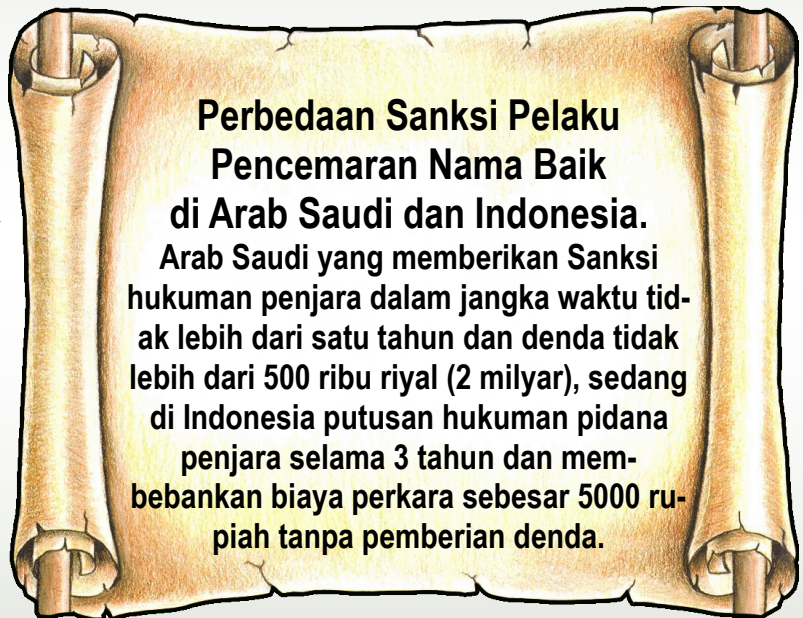 Perbedaan Sanksi Pelaku
Pencemaran Nama Baik
di Arab Saudi dan Indonesia.
Arab Saudi yang memberikan Sanksi
hukuman penjara dalam jangka waktu tid-
ak lebih dari satu tahun dan denda tidak
lebih dari 500 ribu riyal (2 milyar), sedang
di Indonesia putusan hukuman pidana
penjara selama 3 tahun dan mem-
bebankan biaya perkara sebesar 5000 ru-
piah tanpa pemberian denda.